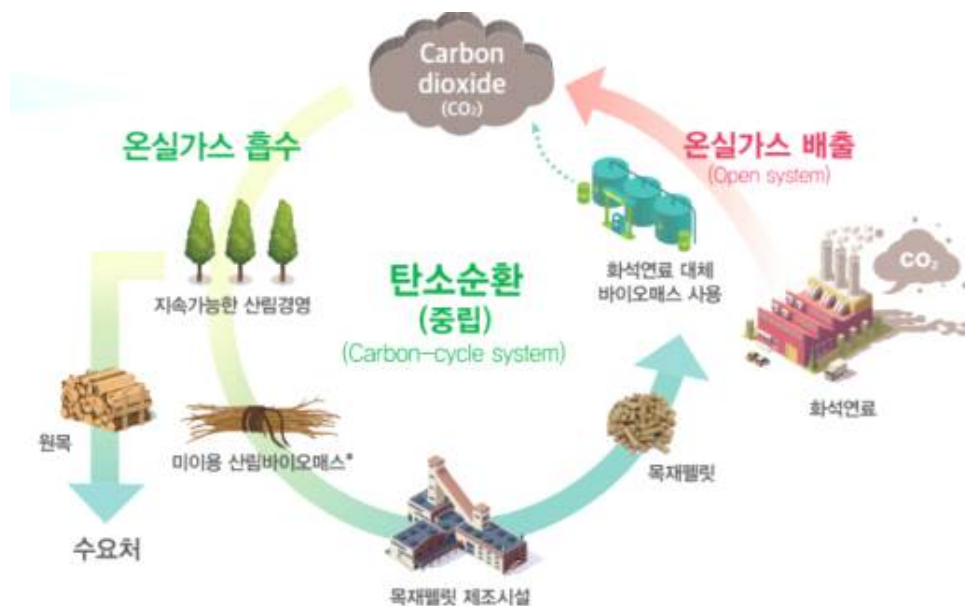 Carbon
dioxide
(CO₂)
온실가스 흡수
온실가스 배출
(Open system)
CO₂
화석연료 대체
바이오매스 사용
탄소순환
(중립)
(Carbon-cycle system)
지속가능한 산림경영
화석연료
원목
미이용 산림바이오매스*
목재펠릿
수요처
목재펠릿 제조시설